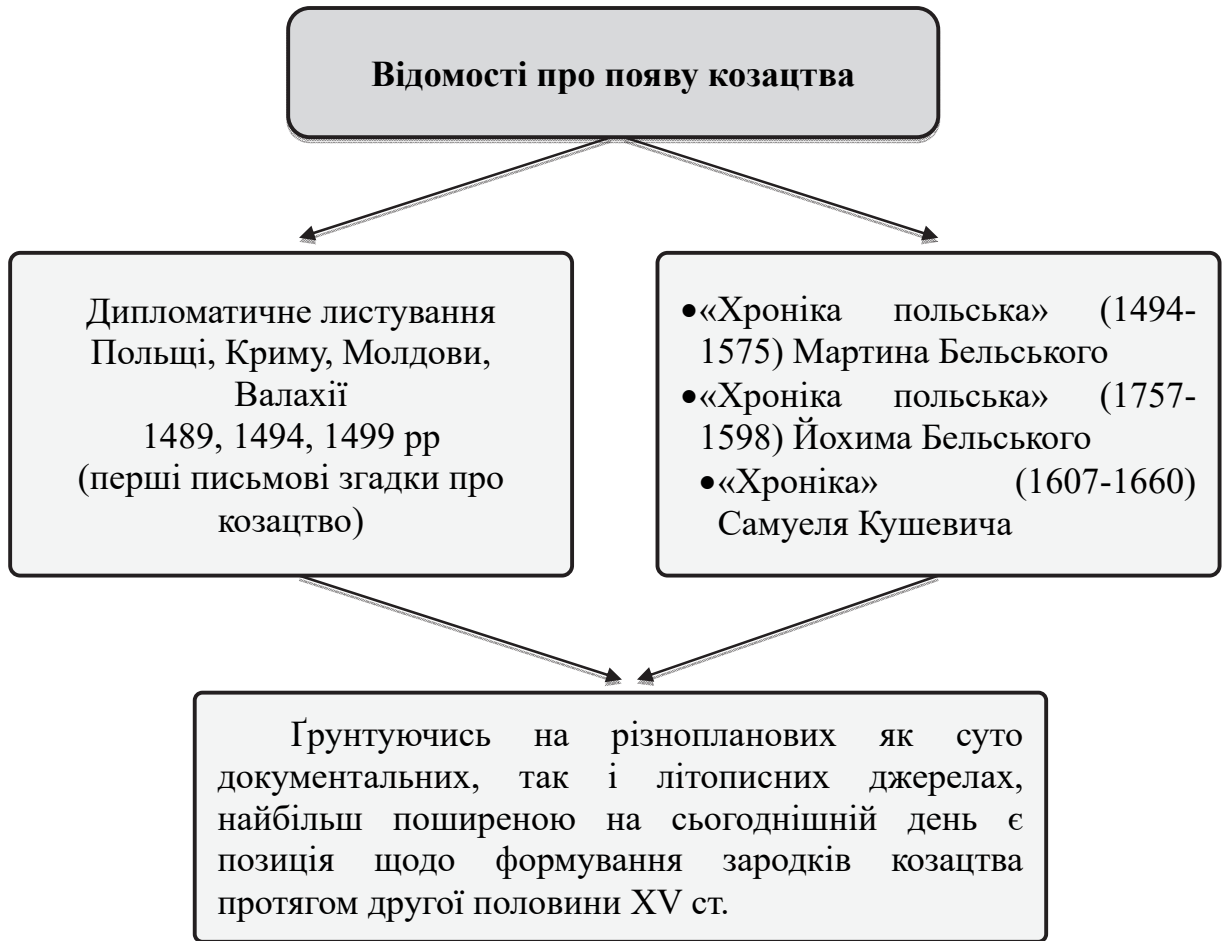 Відомості про появу козацтва
Дипломатичне листування
Польщі, Криму, Молдови,
Валахії
1489, 1494, 1499 рр
(перші письмові згадки про
козацтво)
•«Хроніка польська» (1494-
1575) Мартина Бельського
•«Хроніка польська» (1757-
1598) Йохима Бельського
•«Хроніка» (1607-1660)
Самуеля Кушевича
Ґрунтуючись на різнопланових як суто
документальних, так і літописних джерелах,
найбільш поширеною на сьогоднішній день є
позиція щодо формування зародків козацтва
протягом другої половини XV ст.